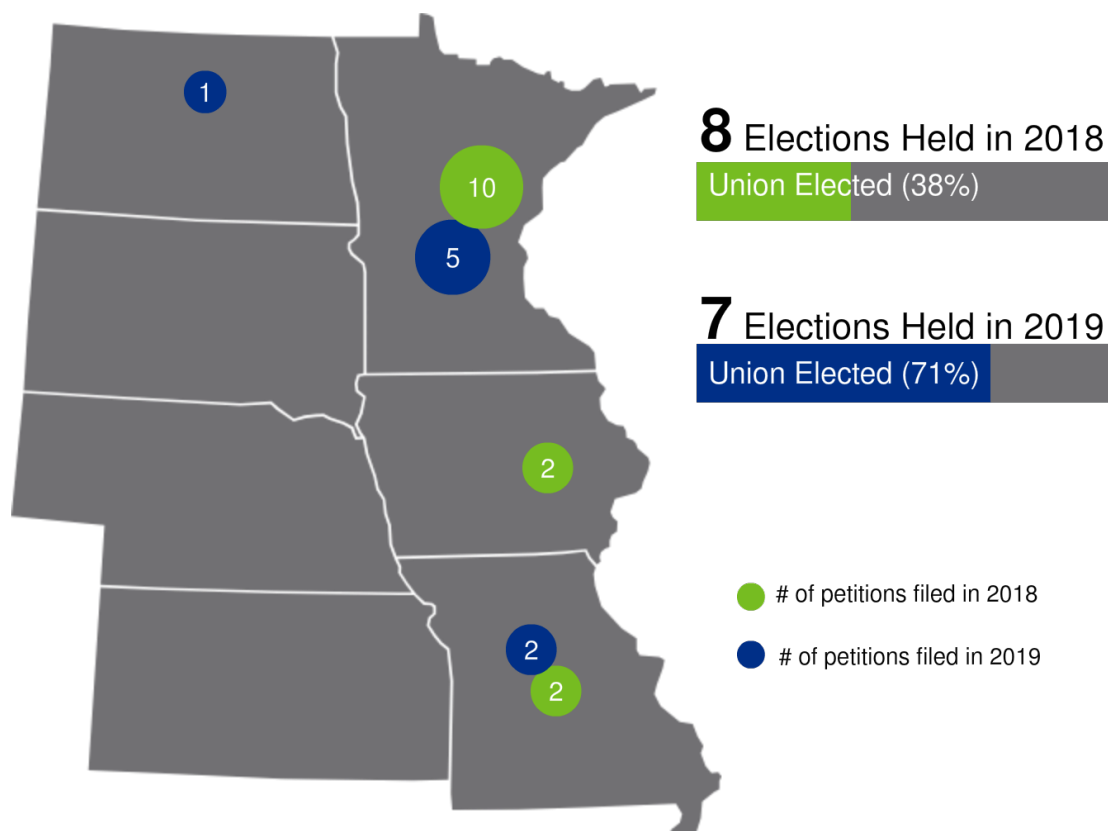 1
8 Elections Held in 2018
Union Elected (38%)
10
5
7 Elections Held in 2019
Union Elected (71%)
2
# of petitions filed in 2018
2
# of petitions filed in 2019
2